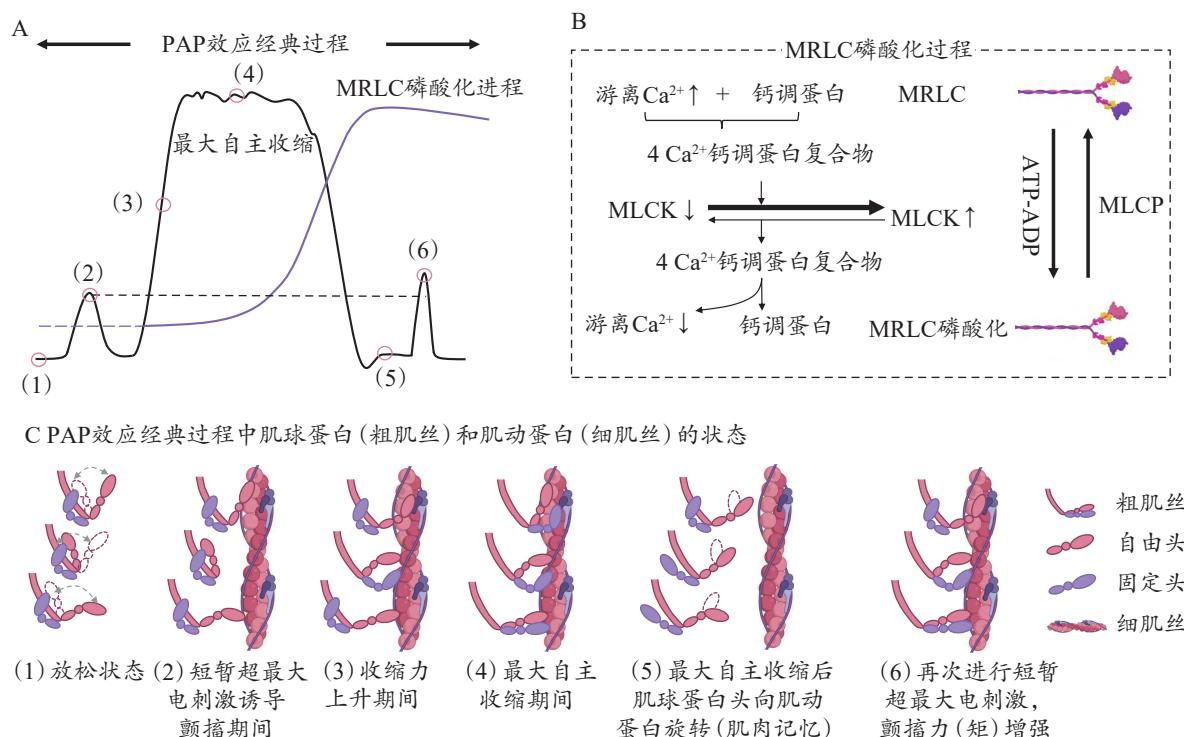 A
PAP效应经典过程
(4)
MRLC磷酸化进程
最大自主收缩
(3)
(2)
(6)
(1)
(5)
B
MRLC磷酸化过程
游离Ca²⁺↑ + 钙调蛋白
MRLC
4 Ca²⁺钙调蛋白复合物
MLCK↓
MLCK↑
ATP-ADP
MLCP
4 Ca²⁺钙调蛋白复合物
游离Ca²⁺↓
钙调蛋白
MRLC磷酸化
C PAP效应经典过程中肌球蛋白(粗肌丝)和肌动蛋白(细肌丝)的状态
粗肌丝
自由头
固定头
细肌丝
(1)放松状态
(2)短暂超最大
电刺激诱导
颤搐期间
(3)收缩力
上升期间
(4)最大自主
收缩期间
(5)最大自主收缩后
肌球蛋白头向肌动
蛋白旋转(肌肉记忆)
(6)再次进行短暂
超最大电刺激,
颤搐力(矩)增强